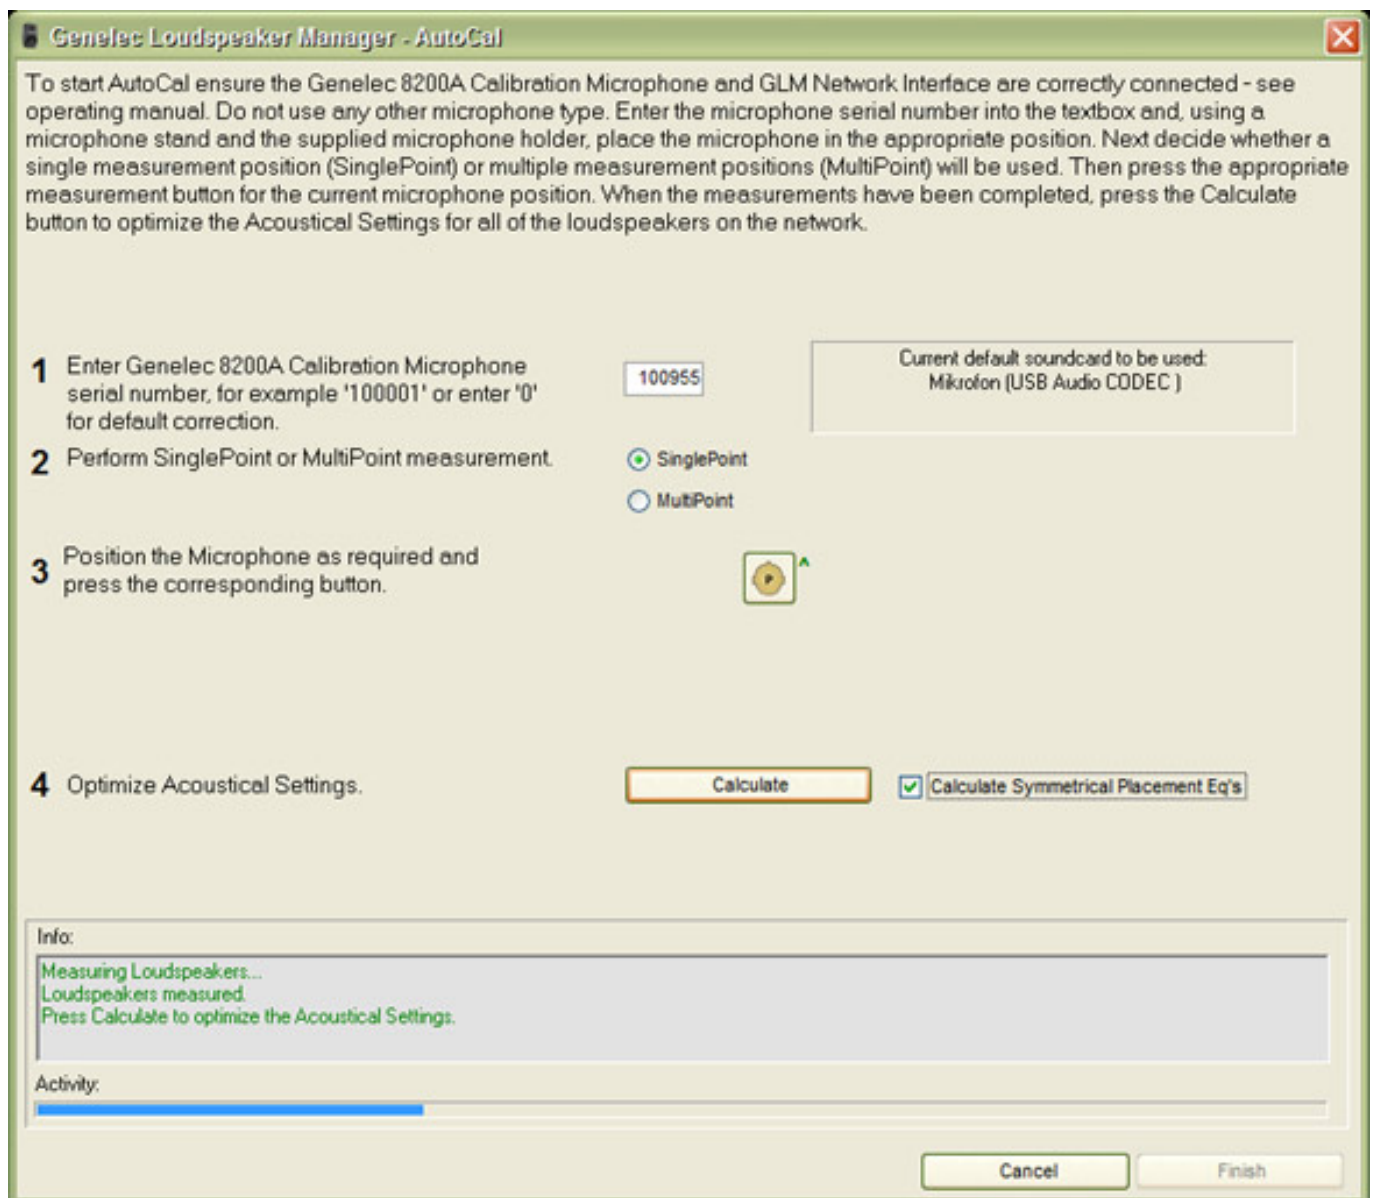 Genelec Loudspeaker Manager - AutoCal
To start AutoCal ensure the Genelec 8200A Calibration Microphone and GLM Network Interface are correctly connected - see
operating manual. Do not use any other microphone type. Enter the microphone serial number into the textbox and, using a
microphone stand and the supplied microphone holder, place the microphone in the appropriate position. Next decide whether a
single measurement position (SinglePoint) or multiple measurement positions (MultiPoint) will be used. Then press the appropriate
measurement button for the current microphone position. When the measurements have been completed, press the Calculate
button to optimize the Acoustical Settings for all of the loudspeakers on the network.
1 Enter Genelec 8200A Calibration Microphone
serial number, for example '100001' or enter '0'
for default correction.
100955
Current default soundcard to be used:
Mikrofon (USB Audio CODEC )
2 Perform SinglePoint or MultiPoint measurement.
SinglePoint
MultiPoint
3 Position the Microphone as required and
press the corresponding button.
P ^
4 Optimize Acoustical Settings.
Calculate
Calculate Symmetrical Placement Eq's
Info:
Measuring Loudspeakers...
Loudspeakers measured.
Press Calculate to optimize the Acoustical Settings.
Activity:
Cancel
Finish